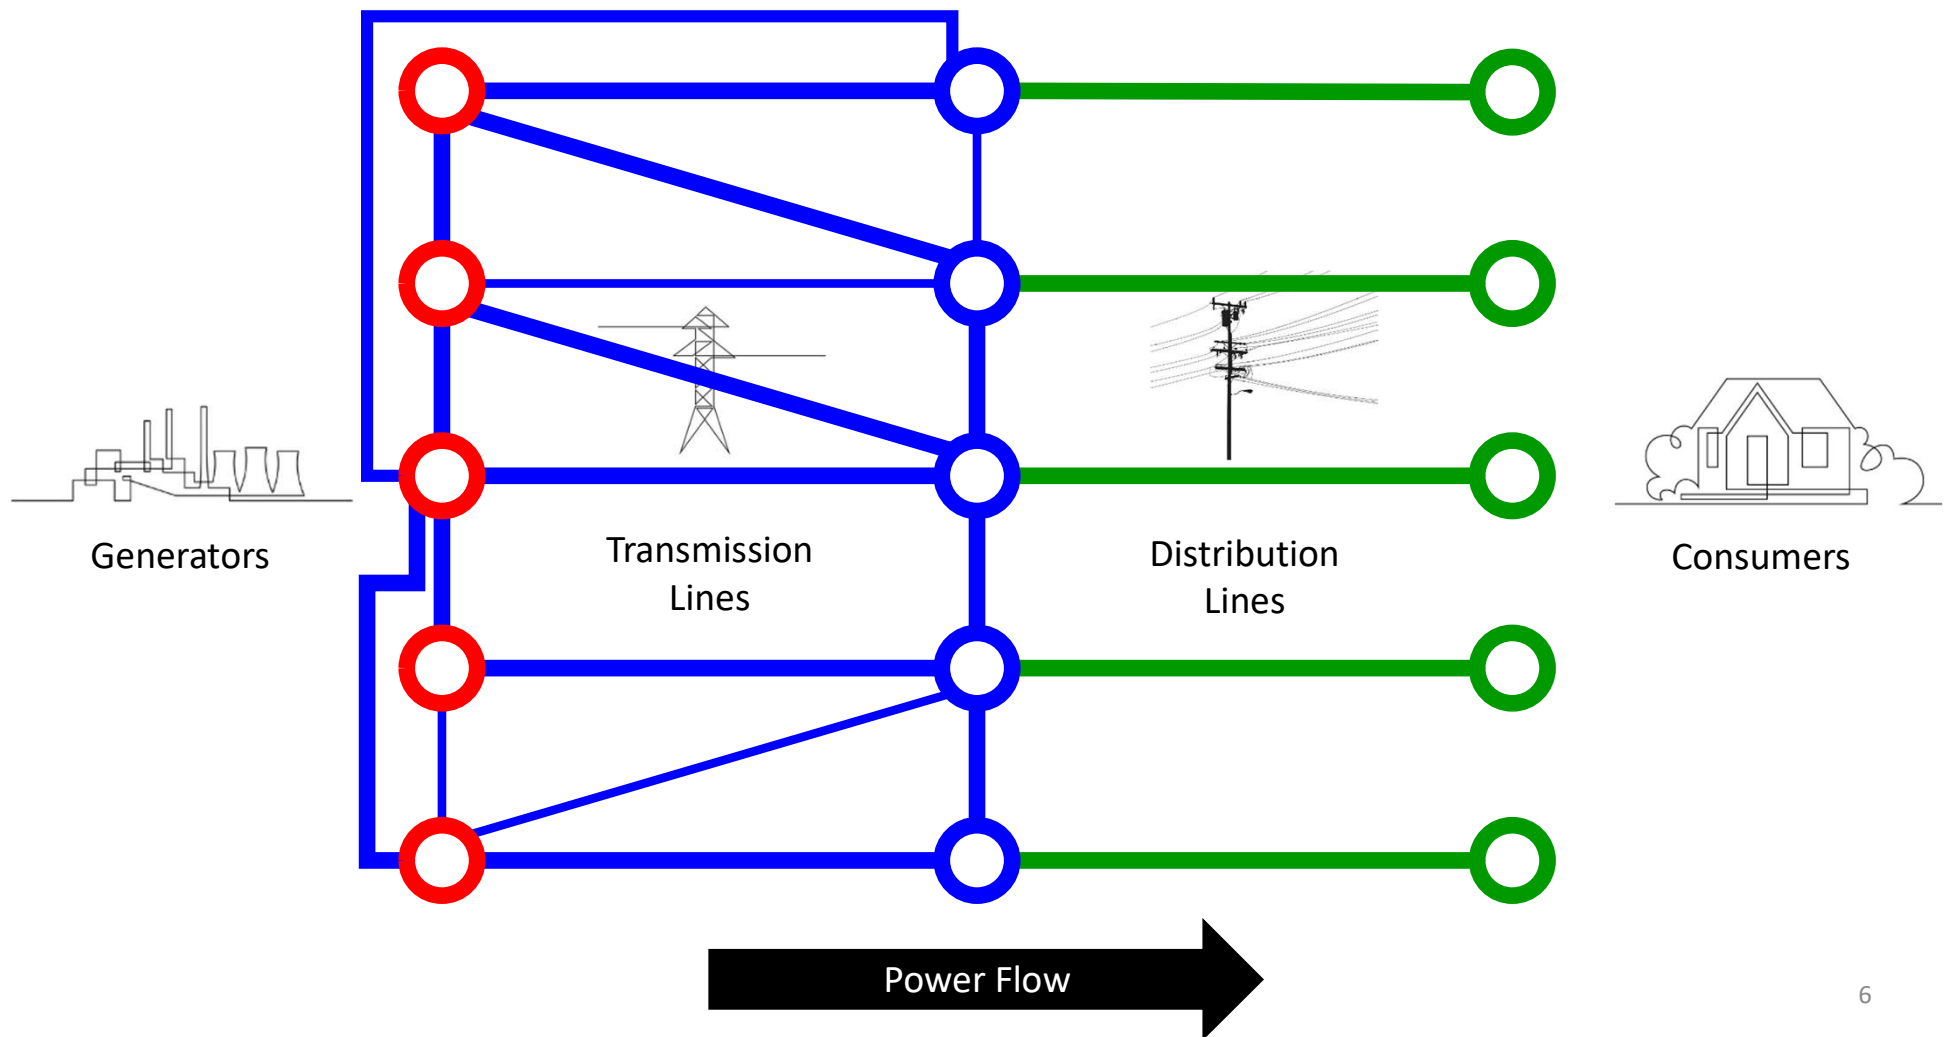 Generators
Transmission
Lines
Distribution
Lines
Consumers
Power Flow
6